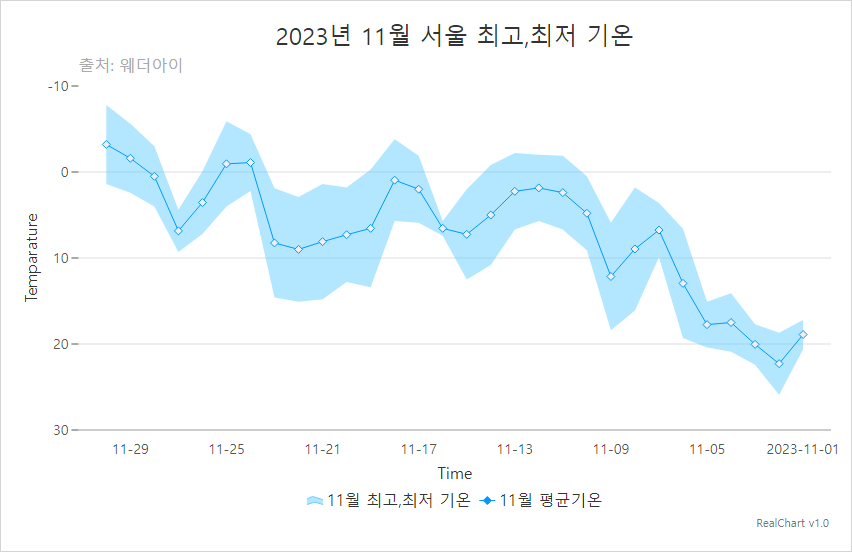 2023년 11월 서울 최고,최저 기온
출처: 웨더아이
-10
0
10
20
30
Temparature
11-29 11-25 11-21 11-17 11-13 11-09 11-05 2023-11-01
Time
11월 최고,최저 기온 11월 평균기온
RealChart v1.0